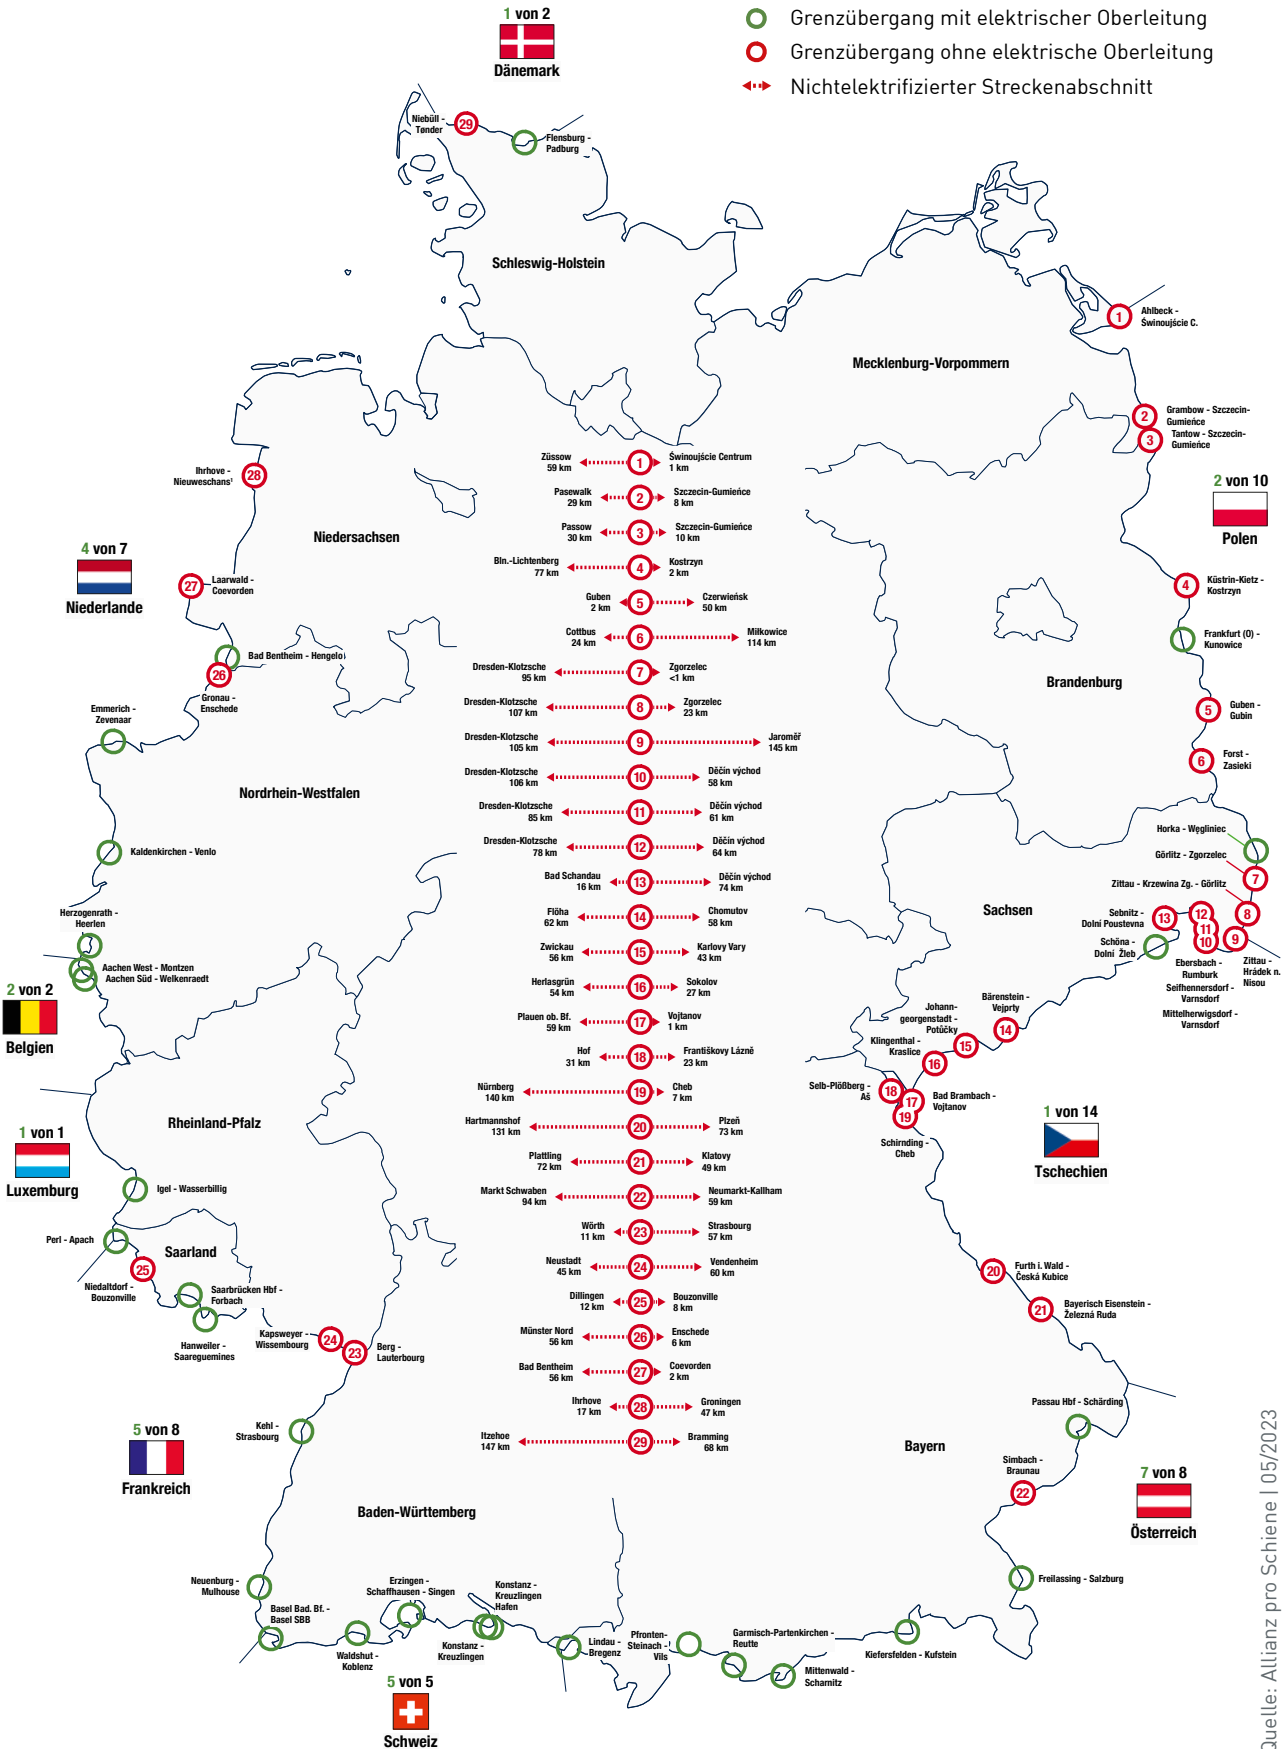 1 von 2
Dänemark
Grenzübergang mit elektrischer Oberleitung
Grenzübergang ohne elektrische Oberleitung
Nichtelektrifizierter Streckenabschnitt
Niebüll -
Tønder
29
Flensburg -
Padburg
Schleswig-Holstein
1
Ahlbeck -
Świnoujście C.
Mecklenburg-Vorpommern
2
Grambow - Szczecin-
Gumieńce
3
Tantow - Szczecin-
Gumieńce
2 von 10
Polen
Ihrhove -
Nieuweschans¹
28
Niedersachsen
4 von 7
Niederlande
27
Laarwald -
Coevorden
Bad Bentheim - Hengelo
26
Gronau -
Enschede
Emmerich -
Zevenaar
Nordrhein-Westfalen
Kaldenkirchen - Venlo
Herzogenrath -
Heerlen
Aachen West - Montzen
Aachen Süd - Welkenraedt
2 von 2
Belgien
Rheinland-Pfalz
1 von 1
Luxemburg
Igel - Wasserbillig
Perl - Apach
Saarland
25
Niedaltdorf -
Bouzonville
Saarbrücken Hbf -
Forbach
Hanweiler -
Saareguemines
Kapsweyer -
Wissembourg
24
23
Berg -
Lauterbourg
Kehl -
Strasbourg
5 von 8
Frankreich
Baden-Württemberg
Neuenburg -
Mulhouse
Basel Bad. Bf. -
Basel SBB
Waldshut -
Koblenz
Erzingen -
Schaffhausen - Singen
Konstanz -
Kreuzlingen
Hafen
Konstanz -
Kreuzlingen
5 von 5
Schweiz
Lindau -
Bregenz
Pfronten-
Steinach -
Vils
Garmisch-Partenkirchen -
Reutte
Mittenwald -
Scharnitz
Kiefersfelden - Kufstein
Freilassing - Salzburg
Simbach -
Braunau
22
7 von 8
Österreich
Passau Hbf - Schärding
Bayern
21
Bayerisch Eisenstein -
Železná Ruda
20
Furth i. Wald -
Česká Kubice
1 von 14
Tschechien
Schirnding -
Cheb
19
17
Bad Brambach -
Vojtanov
18
Selb-Plößberg -
Aš
16
Klingenthal -
Kraslice
15
Johann-
georgenstadt -
Potůčky
14
Bärenstein -
Vejprty
Sachsen
Schöna -
Dolní Žleb
13
Sebnitz -
Dolní Poustevna
12
11
10
Ebersbach -
Rumburk
Seifhennersdorf -
Varnsdorf
Mittelherwigsdorf -
Varnsdorf
9
Zittau -
Hrádek n.
Nisou
8
Zittau - Krzewina Zg. - Görlitz
7
Görlitz - Zgorzelec
Horka - Węgliniec
6
Forst -
Zasieki
5
Guben -
Gubin
Brandenburg
Frankfurt (O) -
Kunowice
4
Küstrin-Kietz -
Kostrzyn
Züssow 1 Świnoujście Centrum
59 km 1 km
Pasewalk 2 Szczecin-Gumieńce
29 km 8 km
Passow 3 Szczecin-Gumieńce
30 km 10 km
Bln.-Lichtenberg 4 Kostrzyn
77 km 2 km
Guben 5 Czerwieńsk
2 km 50 km
Cottbus 6 Miłkowice
24 km 114 km
Dresden-Klotzsche 7 Zgorzelec
95 km <1 km
Dresden-Klotzsche 8 Zgorzelec
107 km 23 km
Dresden-Klotzsche 9 Jaroměř
105 km 145 km
Dresden-Klotzsche 10 Děčín východ
106 km 58 km
Dresden-Klotzsche 11 Děčín východ
85 km 61 km
Dresden-Klotzsche 12 Děčín východ
78 km 64 km
Bad Schandau 13 Děčín východ
16 km 74 km
Flöha 14 Chomutov
62 km 58 km
Zwickau 15 Karlovy Vary
56 km 43 km
Herlasgrün 16 Sokolov
54 km 27 km
Plauen ob. Bf. 17 Vojtanov
59 km 1 km
Hof 18 Františkovy Lázně
31 km 23 km
Nürnberg 19 Cheb
140 km 7 km
Hartmannshof 20 Plzeň
131 km 73 km
Plattling 21 Klatovy
72 km 49 km
Markt Schwaben 22 Neumarkt-Kallham
94 km 59 km
Wörth 23 Strasbourg
11 km 57 km
Neustadt 24 Vendenheim
45 km 60 km
Dillingen 25 Bouzonville
12 km 8 km
Münster Nord 26 Enschede
56 km 6 km
Bad Bentheim 27 Coevorden
56 km 2 km
Ihrhove 28 Groningen
17 km 47 km
Itzehoe 29 Bramming
147 km 68 km
Quelle: Allianz pro Schiene | 05/2023